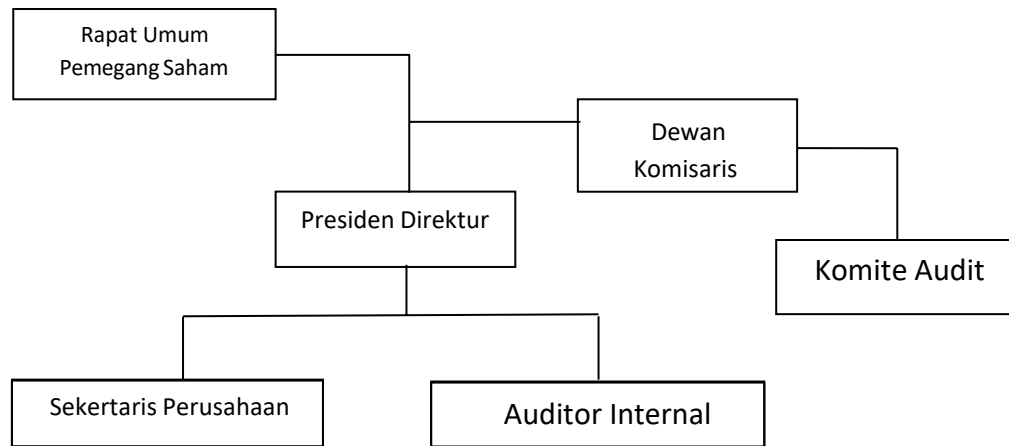 Rapat Umum
Pemegang Saham
Dewan
Komisaris
Presiden Direktur
Komite Audit
Sekertaris Perusahaan
Auditor Internal